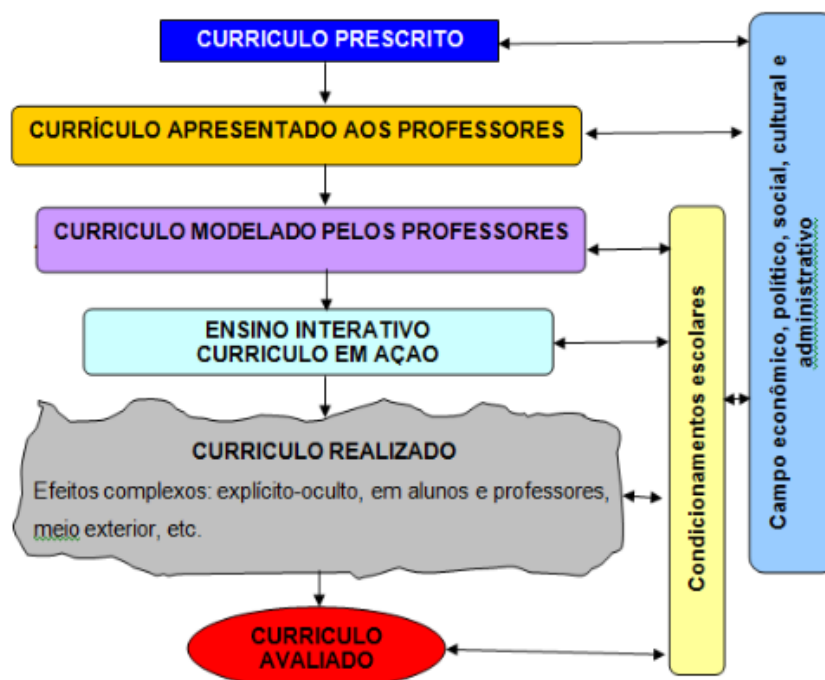 CURRICULO PRESCRITO
CURRÍCULO APRESENTADO AOS PROFESSORES
CURRICULO MODELADO PELOS PROFESSORES
ENSINO INTERATIVO
CURRICULO EM AÇAO
CURRICULO REALIZADO
Efeitos complexos: explícito-oculto, em alunos e professores,
meio exterior, etc.
CURRICULO
AVALIADO
Condicionamentos escolares
Campo econômico, político, social, cultural e
administrativo